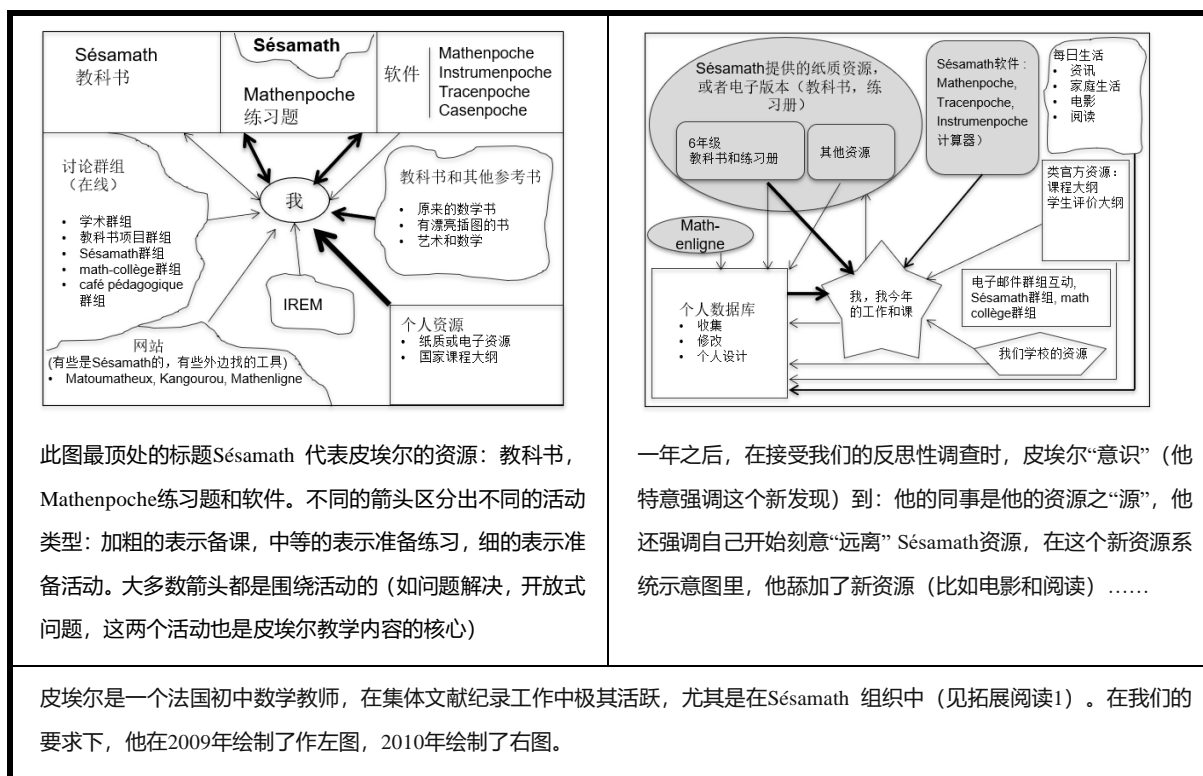 Sésamath
教科书
Sésamath
Mathenpoche
练习题
软件
Mathenpoche
Instrumenpoche
Tracenpoche
Casenpoche
讨论群组
（在线）
• 学术群组
• 教科书项目群组
• Sésamath群组
• math-collège群组
• café pédagogique
群组
我
教科书和其他参考书
• 原来的数学书
• 有漂亮插图的书
• 艺术和数学
IREM
个人资源
• 纸质或电子资源
• 国家课程大纲
网站
(有些是Sésamath的，有些外边找的工具)
• Matoumatheux, Kangourou, Mathenligne
Sésamath提供的纸质资源，
或者电子版本（教科书，练
习册）
6年级
教科书和练习册
其他资源
Sésamath软件：
Mathenpoche,
Tracenpoche,
Instrumenpoche
计算器）
每日生活
• 资讯
• 家庭生活
• 电影
• 阅读
类官方资源：
课程大纲
学生评价大纲
Math-
enligne
个人数据库
• 收集
• 修改
• 个人设计
我，我今年
的工作和课
电子邮件群组互动,
Sésamath群组, math
collège群组
我们学校的资源
此图最顶处的标题Sésamath 代表皮埃尔的资源：教科书，
Mathenpoche练习题和软件。不同的箭头区分出不同的活动
类型：加粗的表示备课，中等的表示准备练习，细的表示准
备活动。大多数箭头都是围绕活动的（如问题解决，开放式
问题，这两个活动也是皮埃尔教学内容的核心）
一年之后，在接受我们的反思性调查时，皮埃尔“意识”（他
特意强调这个新发现）到：他的同事是他的资源之“源”，他
还强调自己开始刻意“远离” Sésamath资源，在这个新资源系
统示意图里，他舔加了新资源（比如电影和阅读）……
皮埃尔是一个法国初中数学教师，在集体文献纪录工作中极其活跃，尤其是在Sésamath 组织中（见拓展阅读1）。在我们的
要求下，他在2009年绘制了作左图，2010年绘制了右图。